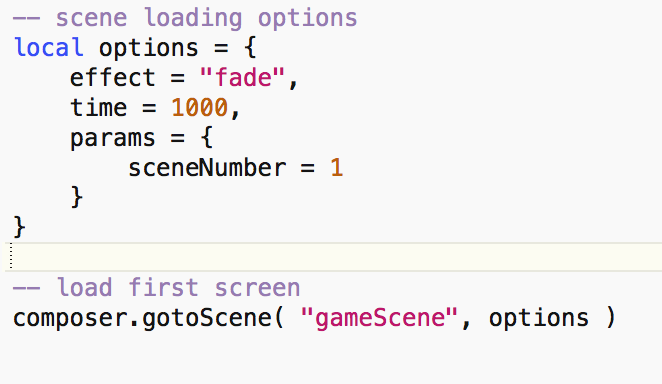 -- scene loading options
local options = {
    effect = "fade",
    time = 1000,
    params = {
        sceneNumber = 1
    }
}

-- load first screen
composer.gotoScene( "gameScene", options )